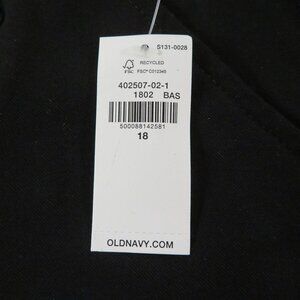 S131-0028
FSC
RECYCLED
FSC® C012345
402507-02-1
1802 BAS
500088142581
18
OLDNAVY.COM